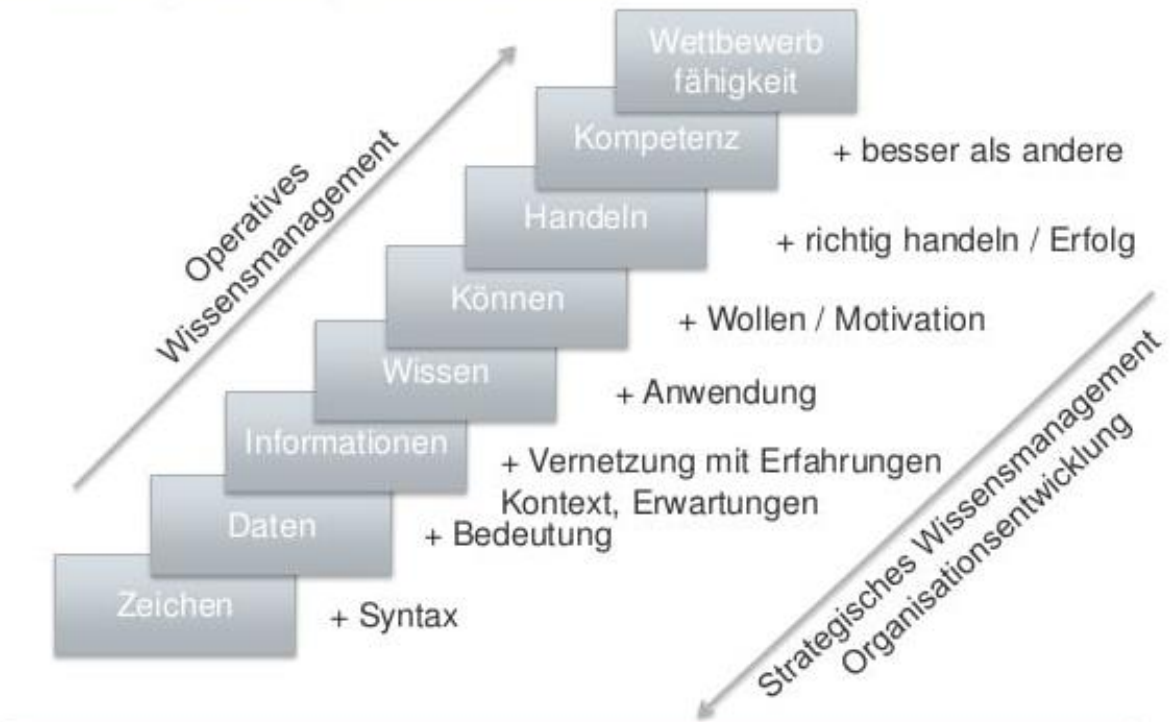 Wettbewerb
fähigkeit
Kompetenz
+ besser als andere
Operatives
Wissensmanagement
Handeln
+ richtig handeln / Erfolg
Können
+ Wollen / Motivation
Wissen
+ Anwendung
Informationen
+ Vernetzung mit Erfahrungen
Kontext, Erwartungen
Daten
+ Bedeutung
Zeichen
+ Syntax
Strategisches Wissensmanagement
Organisationsentwicklung